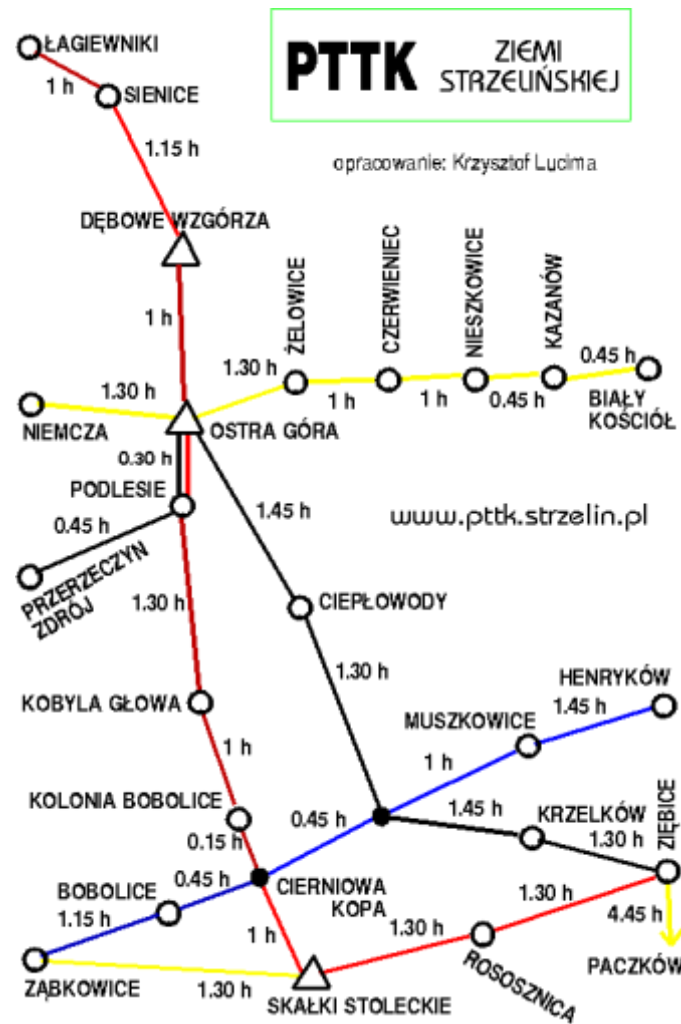 ŁAGIEWNIKI
PTTK
ZIEMI
STRZELIŃSKIEJ
1 h
SIENICE
1.15 h
opracowanie: Krzysztof Lucima
DĘBOWE WZGÓRZA
1 h
ŻELOWICE
CZERWIENIEC
NIESZKOWICE
KAZANÓW
1.30 h
1.30 h
1 h
1 h
0.45 h
0.45 h
NIEMCZA
OSTRA GÓRA
BIAŁY
KOŚCIÓŁ
0.30 h
PODLESIE
1.45 h
0.45 h
www.pttk.strzelin.pl
PRZERZECZYN
ZDRÓJ
1.30 h
CIEPŁOWODY
1.30 h
HENRYKÓW
KOBYLA GŁOWA
MUSZKOWICE
1.45 h
1 h
1 h
KOLONIA BOBOLICE
0.45 h
1.45 h
KRZELKÓW
ZIĘBICE
0.15 h
1.30 h
BOBOLICE
0.45 h
CIERNIOWA
KOPA
1.30 h
1.15 h
1 h
1.30 h
4.45 h
ZĄBKOWICE
1.30 h
SKAŁKI STOLECKIE
ROSOSZNICA
PACZKÓW